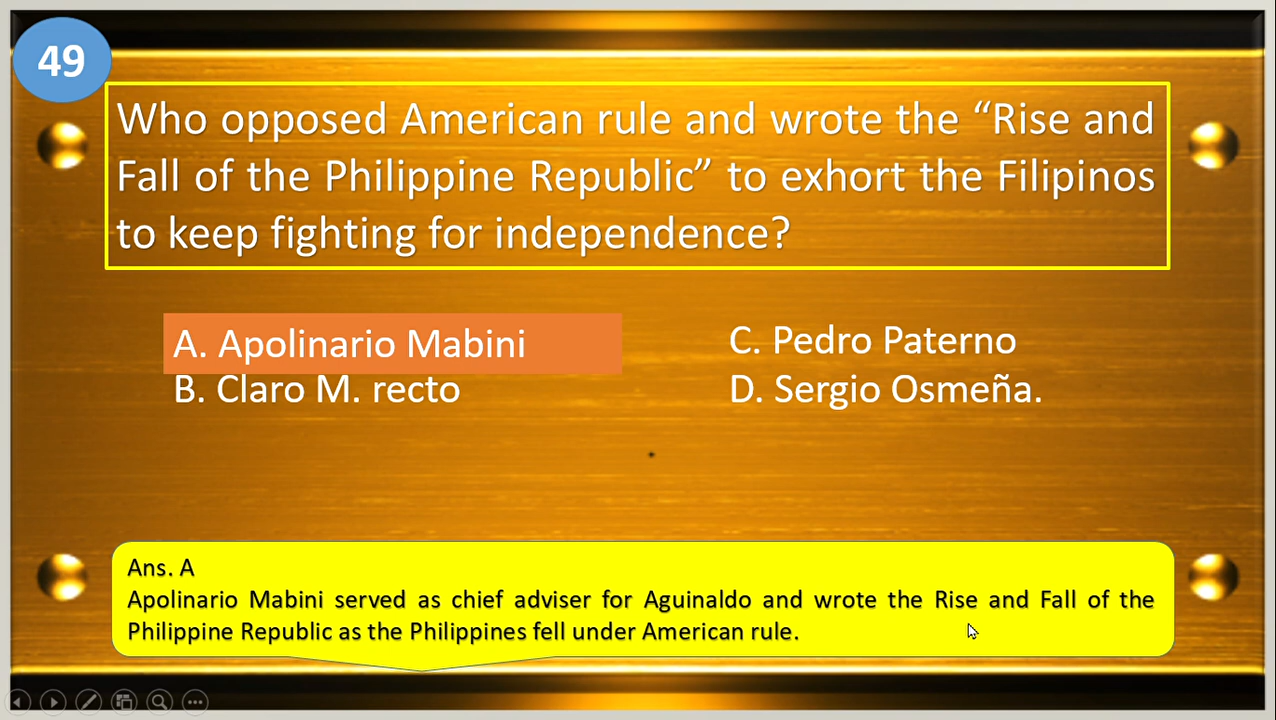 49
Who opposed American rule and wrote the “Rise and
Fall of the Philippine Republic” to exhort the Filipinos
to keep fighting for independence?
A. Apolinario Mabini
B. Claro M. recto
C. Pedro Paterno
D. Sergio Osmeña.
Ans. A
Apolinario Mabini served as chief adviser for Aguinaldo and wrote the Rise and Fall of the
Philippine Republic as the Philippines fell under American rule.